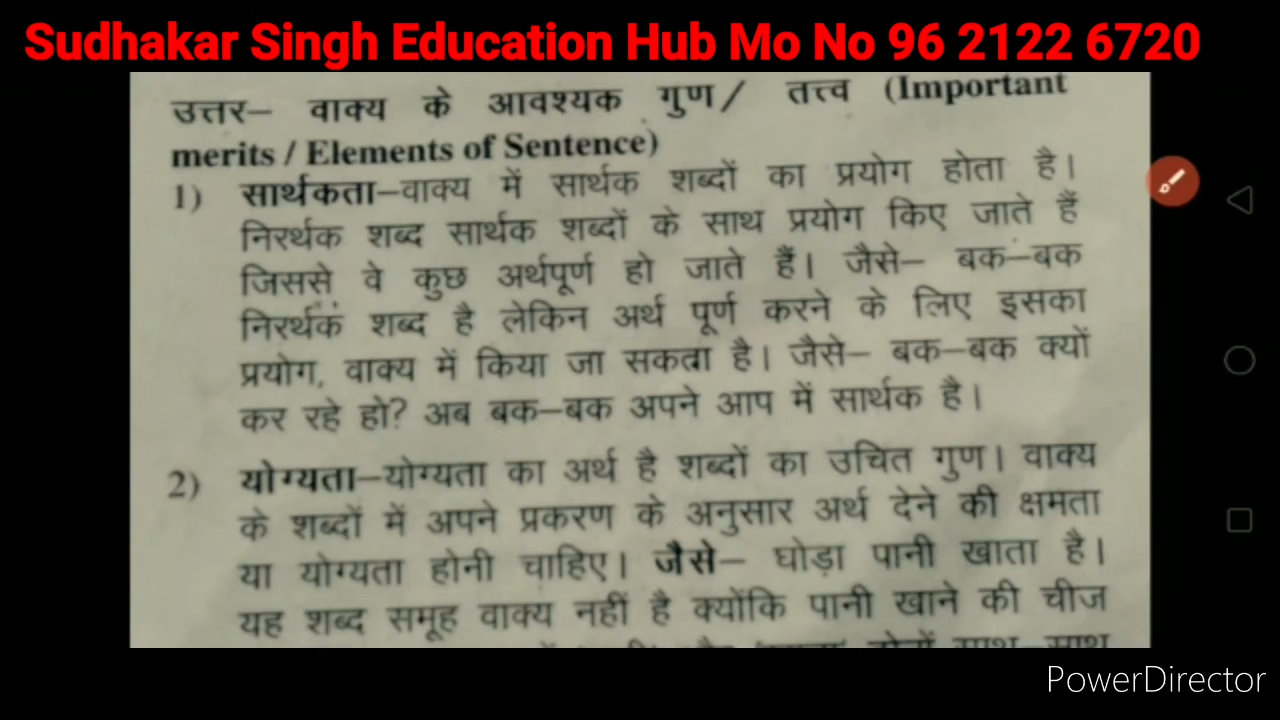 Sudhakar Singh Education Hub Mo No 96 2122 6720
उत्तर– वाक्य के आवश्यक गुण/ तत्त्व (Important
merits / Elements of Sentence)
1) सार्थकता–वाक्य में सार्थक शब्दों का प्रयोग होता है।
निरर्थक शब्द सार्थक शब्दों के साथ प्रयोग किए जाते हैं
जिससे वे कुछ अर्थपूर्ण हो जाते हैं। जैसे– बक–बक
निरर्थक शब्द है लेकिन अर्थ पूर्ण करने के लिए इसका
प्रयोग, वाक्य में किया जा सकता है। जैसे– बक–बक क्यों
कर रहे हो? अब बक–बक अपने आप में सार्थक है।
2) योग्यता–योग्यता का अर्थ है शब्दों का उचित गुण। वाक्य
के शब्दों में अपने प्रकरण के अनुसार अर्थ देने की क्षमता
या योग्यता होनी चाहिए। जैसे– घोड़ा पानी खाता है।
यह शब्द समूह वाक्य नहीं है क्योंकि पानी खाने की चीज
PowerDirector